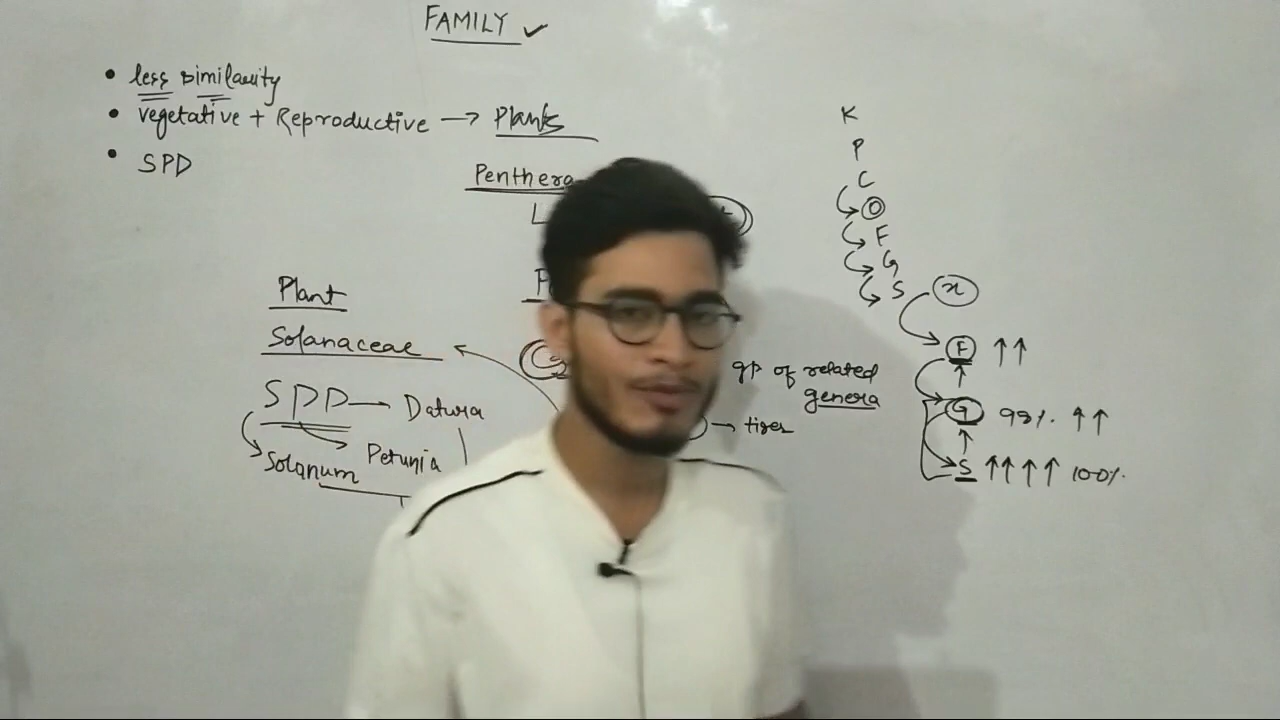 FAMILY ✓
• less similarity
• vegetative + Reproductive → Plants
• SPD
Penthera
L
Plant
Solanaceae
SPD → Datura
Petunia
Solanum
gp of related
genera
→ tiger
K
P
C
O
F
G
S
x
F ↑↑
G 99% ↑↑
S ↑↑↑↑ 100%